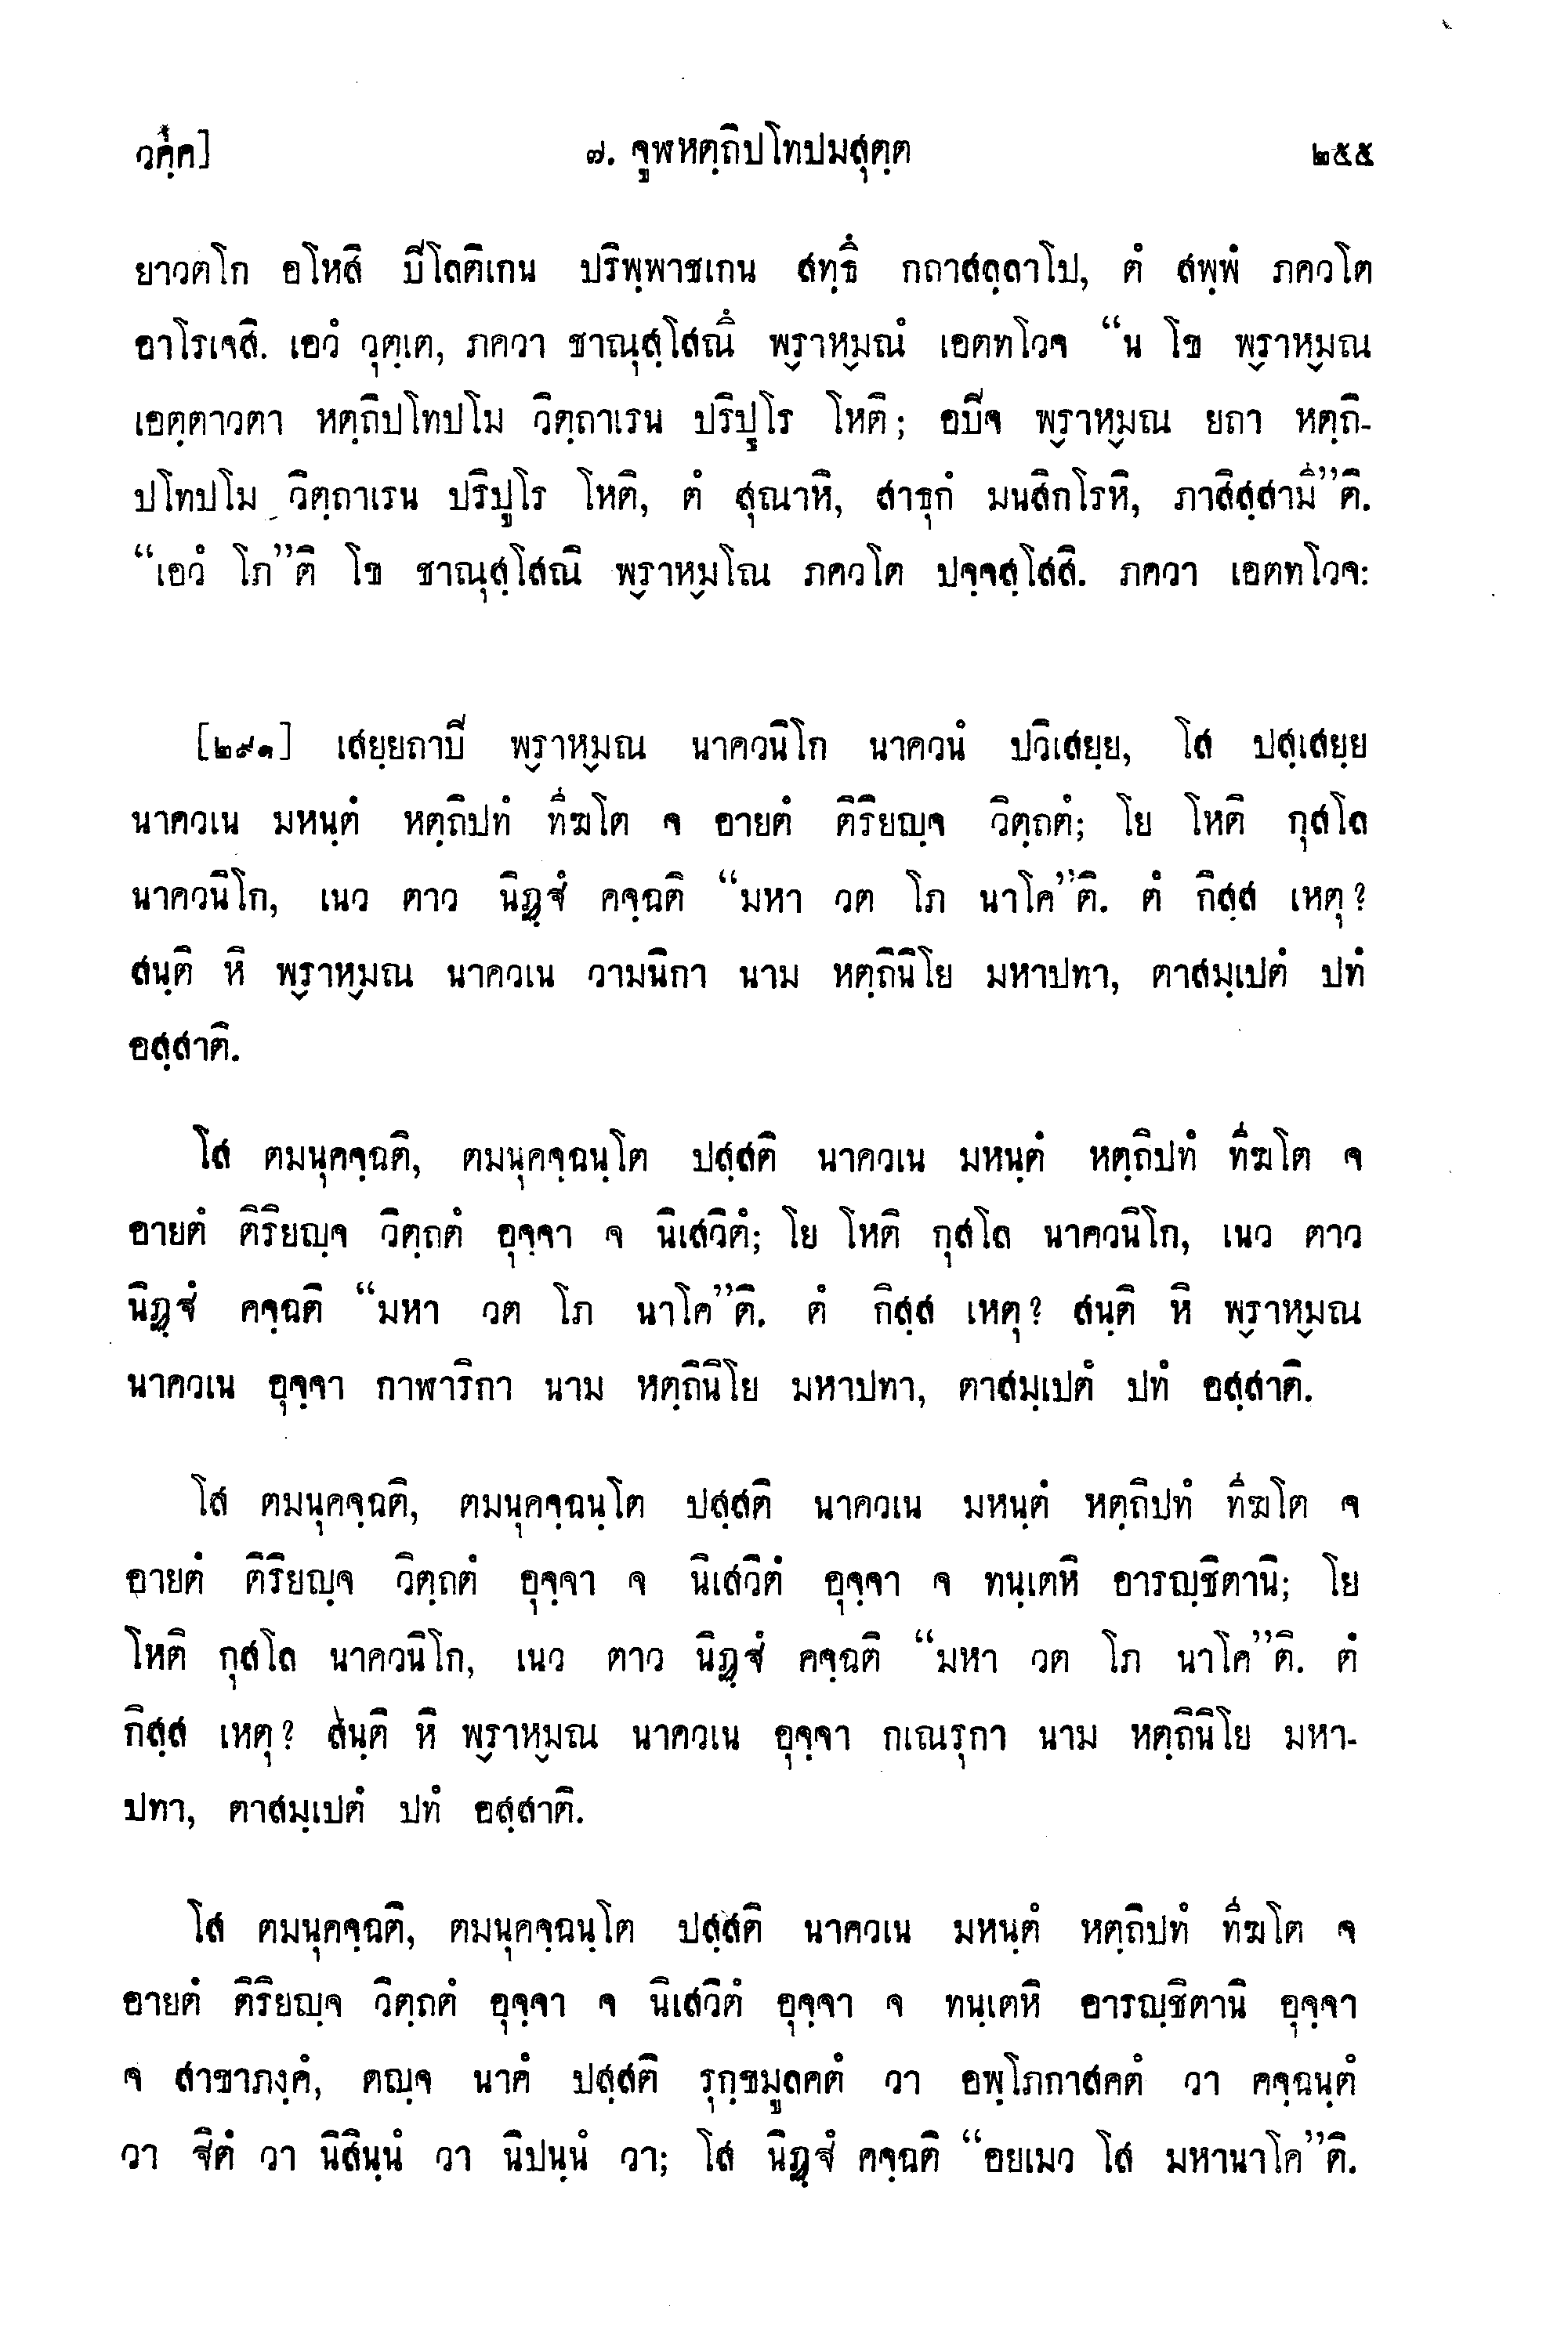 วคฺค]	๗. จูฬหตฺถิปโทปมสุตฺต	๒๕๕
ยาวตโก อโหสิ ปิโลติเกน ปริพฺพาชเกน สทฺธึ กถาสลฺลาโป, ตํ สพฺพํ ภควโต
อาโรเจสิ. เอวํ วุตฺเต, ภควา ชาณุสฺโสณึ พฺราหฺมณํ เอตทโวจ “น โข พฺราหฺมณ
เอตฺตาวตา หตฺถิปโทปโม วิตฺถาเรน ปริปูโร โหติ; อปิจ พฺราหฺมณ ยถา หตฺถิ-
ปโทปโม วิตฺถาเรน ปริปูโร โหติ, ตํ สุณาหิ, สาธุกํ มนสิกโรหิ, ภาสิสฺสามี”ติ.
“เอวํ โภ”ติ โข ชาณุสฺโสณิ พฺราหฺมโณ ภควโต ปจฺจสฺโสสิ. ภควา เอตทโวจ:
[๒๙๑] เสยฺยถาปิ พฺราหฺมณ นาควนิโก นาควนํ ปวิเสยฺย, โส ปสฺเสยฺย
นาควเน มหนฺตํ หตฺถิปทํ ทีฆโต จ อายตํ ติริยญฺจ วิตฺถตํ; โย โหติ กุสโล
นาควนิโก, เนว ตาว นิฏฺฐํ คจฺฉติ “มหา วต โภ นาโค”ติ. ตํ กิสฺส เหตุ?
สนฺติ หิ พฺราหฺมณ นาควเน วามนิกา นาม หตฺถินิโย มหาปทา, ตาสมฺเปตํ ปทํ
อสฺสาติ.
โส ตมนุคจฺฉติ, ตมนุคจฺฉนฺโต ปสฺสติ นาควเน มหนฺตํ หตฺถิปทํ ทีฆโต จ
อายตํ ติริยญฺจ วิตฺถตํ อุจฺจา จ นิเสวิตํ; โย โหติ กุสโล นาควนิโก, เนว ตาว
นิฏฺฐํ คจฺฉติ “มหา วต โภ นาโค”ติ. ตํ กิสฺส เหตุ? สนฺติ หิ พฺราหฺมณ
นาควเน อุจฺจา กาฬาริกา นาม หตฺถินิโย มหาปทา, ตาสมฺเปตํ ปทํ อสฺสาติ.
โส ตมนุคจฺฉติ, ตมนุคจฺฉนฺโต ปสฺสติ นาควเน มหนฺตํ หตฺถิปทํ ทีฆโต จ
อายตํ ติริยญฺจ วิตฺถตํ อุจฺจา จ นิเสวิตํ อุจฺจา จ ทนฺเตหิ อารญฺชิตานิ; โย
โหติ กุสโล นาควนิโก, เนว ตาว นิฏฺฐํ คจฺฉติ “มหา วต โภ นาโค”ติ. ตํ
กิสฺส เหตุ? สนฺติ หิ พฺราหฺมณ นาควเน อุจฺจา กเณรุกา นาม หตฺถินิโย มหา-
ปทา, ตาสมฺเปตํ ปทํ อสฺสาติ.
โส ตมนุคจฺฉติ, ตมนุคจฺฉนฺโต ปสฺสติ นาควเน มหนฺตํ หตฺถิปทํ ทีฆโต จ
อายตํ ติริยญฺจ วิตฺถตํ อุจฺจา จ นิเสวิตํ อุจฺจา จ ทนฺเตหิ อารญฺชิตานิ อุจฺจา
จ สาขาภงฺคํ, ตญฺจ นาคํ ปสฺสติ รุกฺขมูลคตํ วา อพฺโภกาสคตํ วา คจฺฉนฺตํ
วา ฐิตํ วา นิสินฺนํ วา นิปนฺนํ วา; โส นิฏฺฐํ คจฺฉติ “อยเมว โส มหานาโค”ติ.